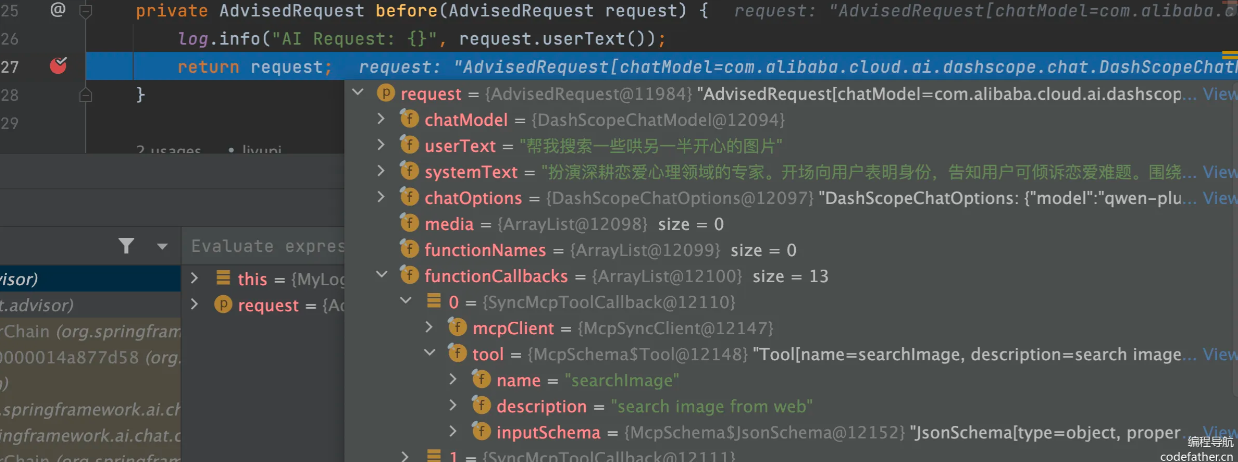 25 @ private AdvisedRequest before(AdvisedRequest request) { request: "AdvisedRequest[chatModel=com.alibaba.c
26 log.info("AI Request: {}", request.userText());
27 return request; request: "AdvisedRequest[chatModel=com.alibaba.cloud.ai.dashscope.chat.DashScopeChatM
28 }
29
2 usages • liyupi
request = {AdvisedRequest@11984} "AdvisedRequest[chatModel=com.alibaba.cloud.ai.dashscop... View
chatModel = {DashScopeChatModel@12094}
userText = "帮我搜索一些哄另一半开心的图片"
systemText = "扮演深耕恋爱心理领域的专家。开场向用户表明身份，告知用户可倾诉恋爱难题。围绕... View
chatOptions = {DashScopeChatOptions@12097} "DashScopeChatOptions: {"model":"qwen-plu... View
media = {ArrayList@12098} size = 0
functionNames = {ArrayList@12099} size = 0
functionCallbacks = {ArrayList@12100} size = 13
0 = {SyncMcpToolCallback@12110}
mcpClient = {McpSyncClient@12147}
tool = {McpSchema$Tool@12148} "Tool[name=searchImage, description=search image... View
name = "searchImage"
description = "search image from web"
inputSchema = {McpSchema$JsonSchema@12152} "JsonSchema[type=object, proper... View
1 = {SyncMcpToolCallback@12111}
Evaluate expres
this = {MyLog
request = {Ad
visor)
t.advisor)
rChain (org.springfram
0000014a877d58 (org.
)
.springframework.ai.ch
ngframework.ai.chat.c
编程导航
codefather.cn